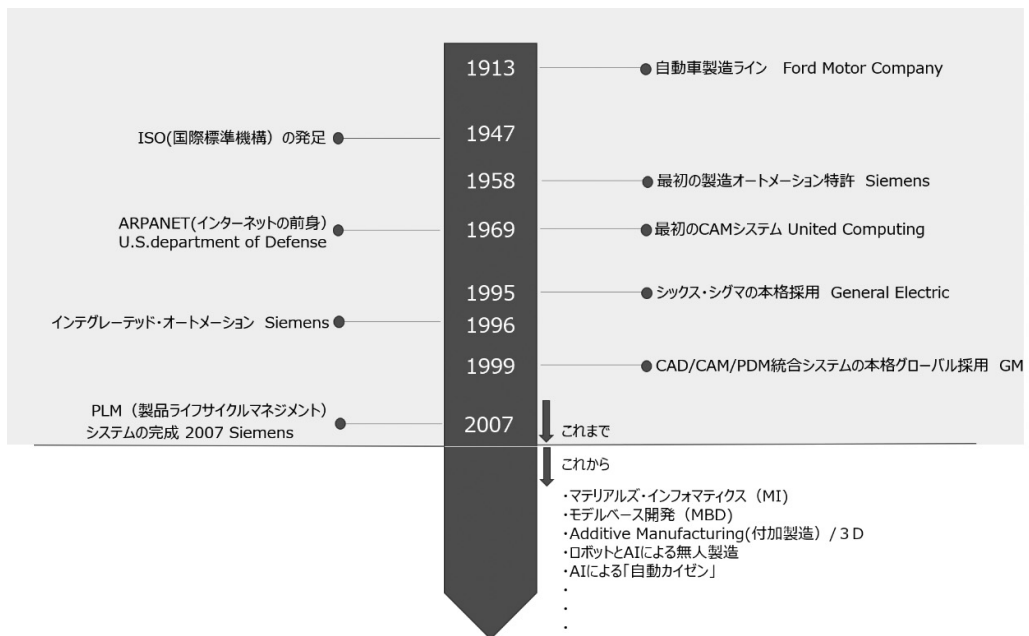 1913
自動車製造ライン Ford Motor Company
ISO(国際標準機構）の発足
1947
1958
最初の製造オートメーション特許 Siemens
ARPANET(インターネットの前身）
U.S.department of Defense
1969
最初のCAMシステム United Computing
1995
シックス・シグマの本格採用 General Electric
インテグレーテッド・オートメーション Siemens
1996
1999
CAD/CAM/PDM統合システムの本格グローバル採用 GM
PLM（製品ライフサイクルマネジメント）
システムの完成 2007 Siemens
2007
これまで
これから
・マテリアルズ・インフォマティクス（MI)
・モデルベース開発（MBD)
・Additive Manufacturing(付加製造）/３D
・ロボットとAIによる無人製造
・AIによる「自動カイゼン」
・
・
・